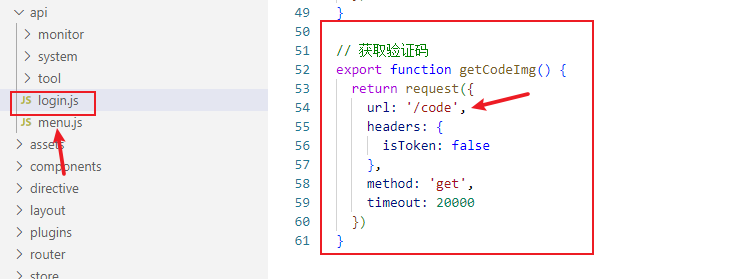 api
monitor
system
tool
JS login.js
JS menu.js
assets
components
directive
layout
plugins
router
store
49 }
50
51 // 获取验证码
52 export function getCodeImg() {
53 return request({
54 url: '/code',
55 headers: {
56 isToken: false
57 },
58 method: 'get',
59 timeout: 20000
60 })
61 }